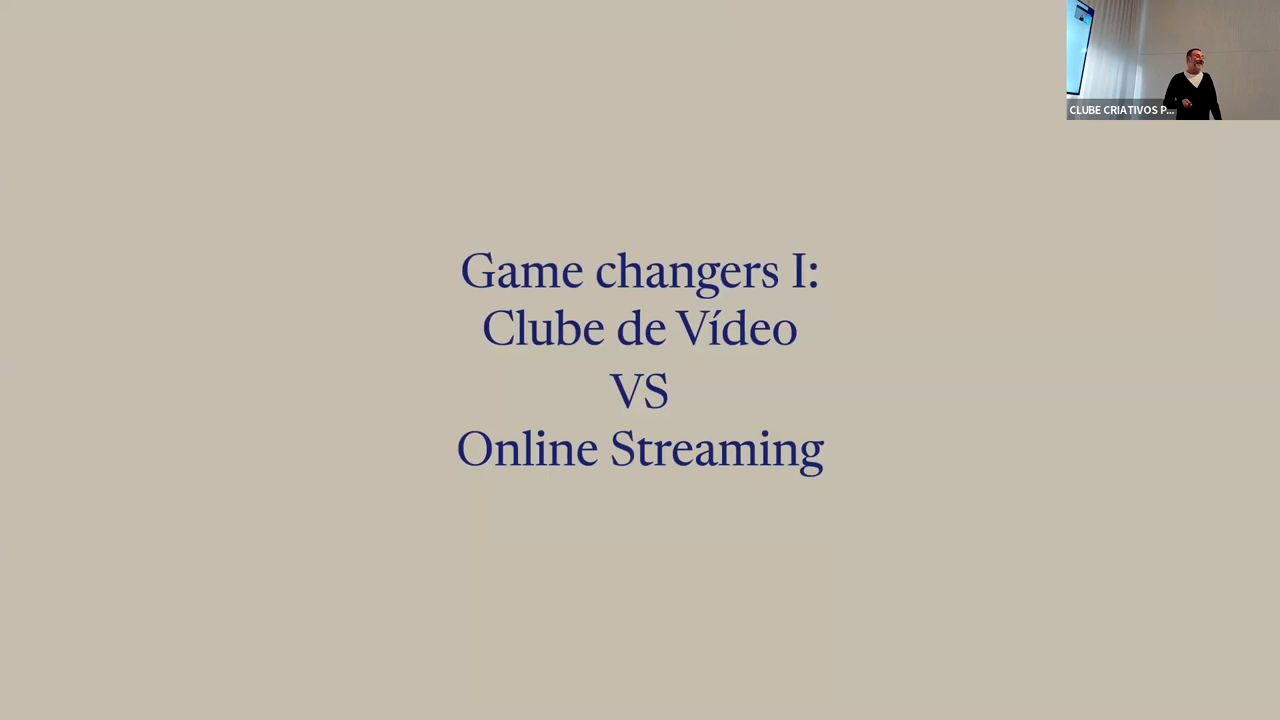 CLUBE CRIATIVOS P...
Game changers I:
Clube de Vídeo
VS
Online Streaming